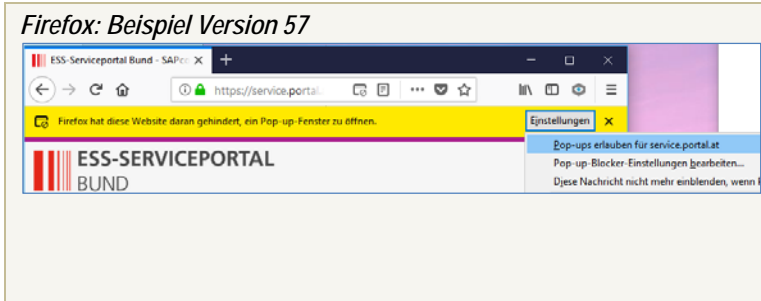 Firefox: Beispiel Version 57
ESS-Serviceportal Bund - SAP
https://service.portal.
Firefox hat diese Website daran gehindert, ein Pop-up-Fenster zu öffnen.
Einstellungen
Pop-ups erlauben für service.portal.at
Pop-up-Blocker-Einstellungen bearbeiten...
Diese Nachricht nicht mehr einblenden, wenn
ESS-SERVICEPORTAL
BUND